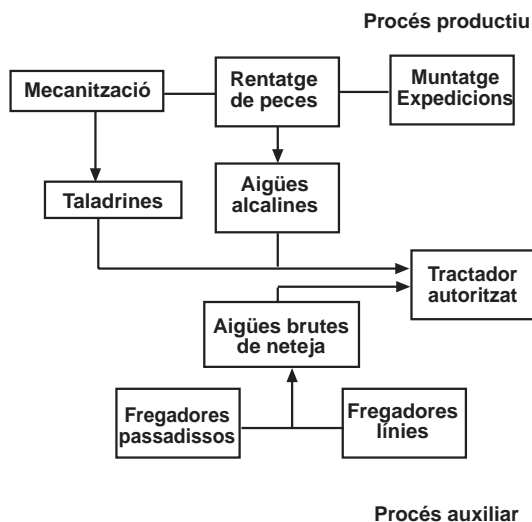 Procés productiu
Mecanització
Rentatge
de peces
Muntatge
Expedicions
Taladrines
Aigües
alcalines
Tractador
autoritzat
Aigües brutes
de neteja
Fregadores
passadissos
Fregadores
línies
Procés auxiliar